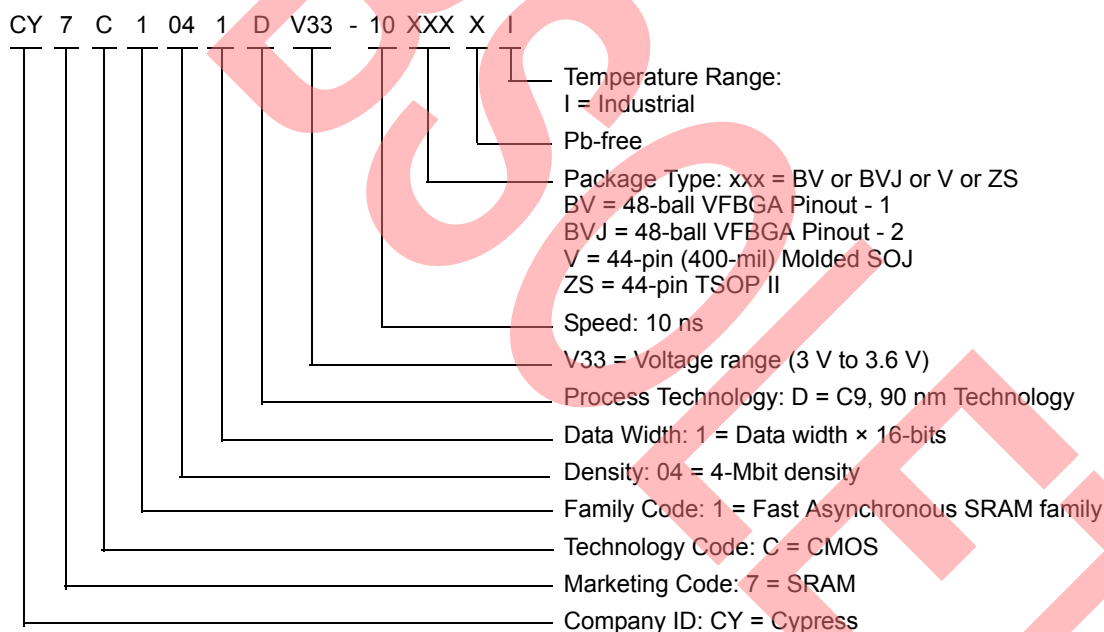 CY 7 C 1 04 1 D V33 - 10 XXX X I
Temperature Range:
I = Industrial
Pb-free
Package Type: xxx = BV or BVJ or V or ZS
BV = 48-ball VFBGA Pinout - 1
BVJ = 48-ball VFBGA Pinout - 2
V = 44-pin (400-mil) Molded SOJ
ZS = 44-pin TSOP II
Speed: 10 ns
V33 = Voltage range (3 V to 3.6 V)
Process Technology: D = C9, 90 nm Technology
Data Width: 1 = Data width × 16-bits
Density: 04 = 4-Mbit density
Family Code: 1 = Fast Asynchronous SRAM family
Technology Code: C = CMOS
Marketing Code: 7 = SRAM
Company ID: CY = Cypress